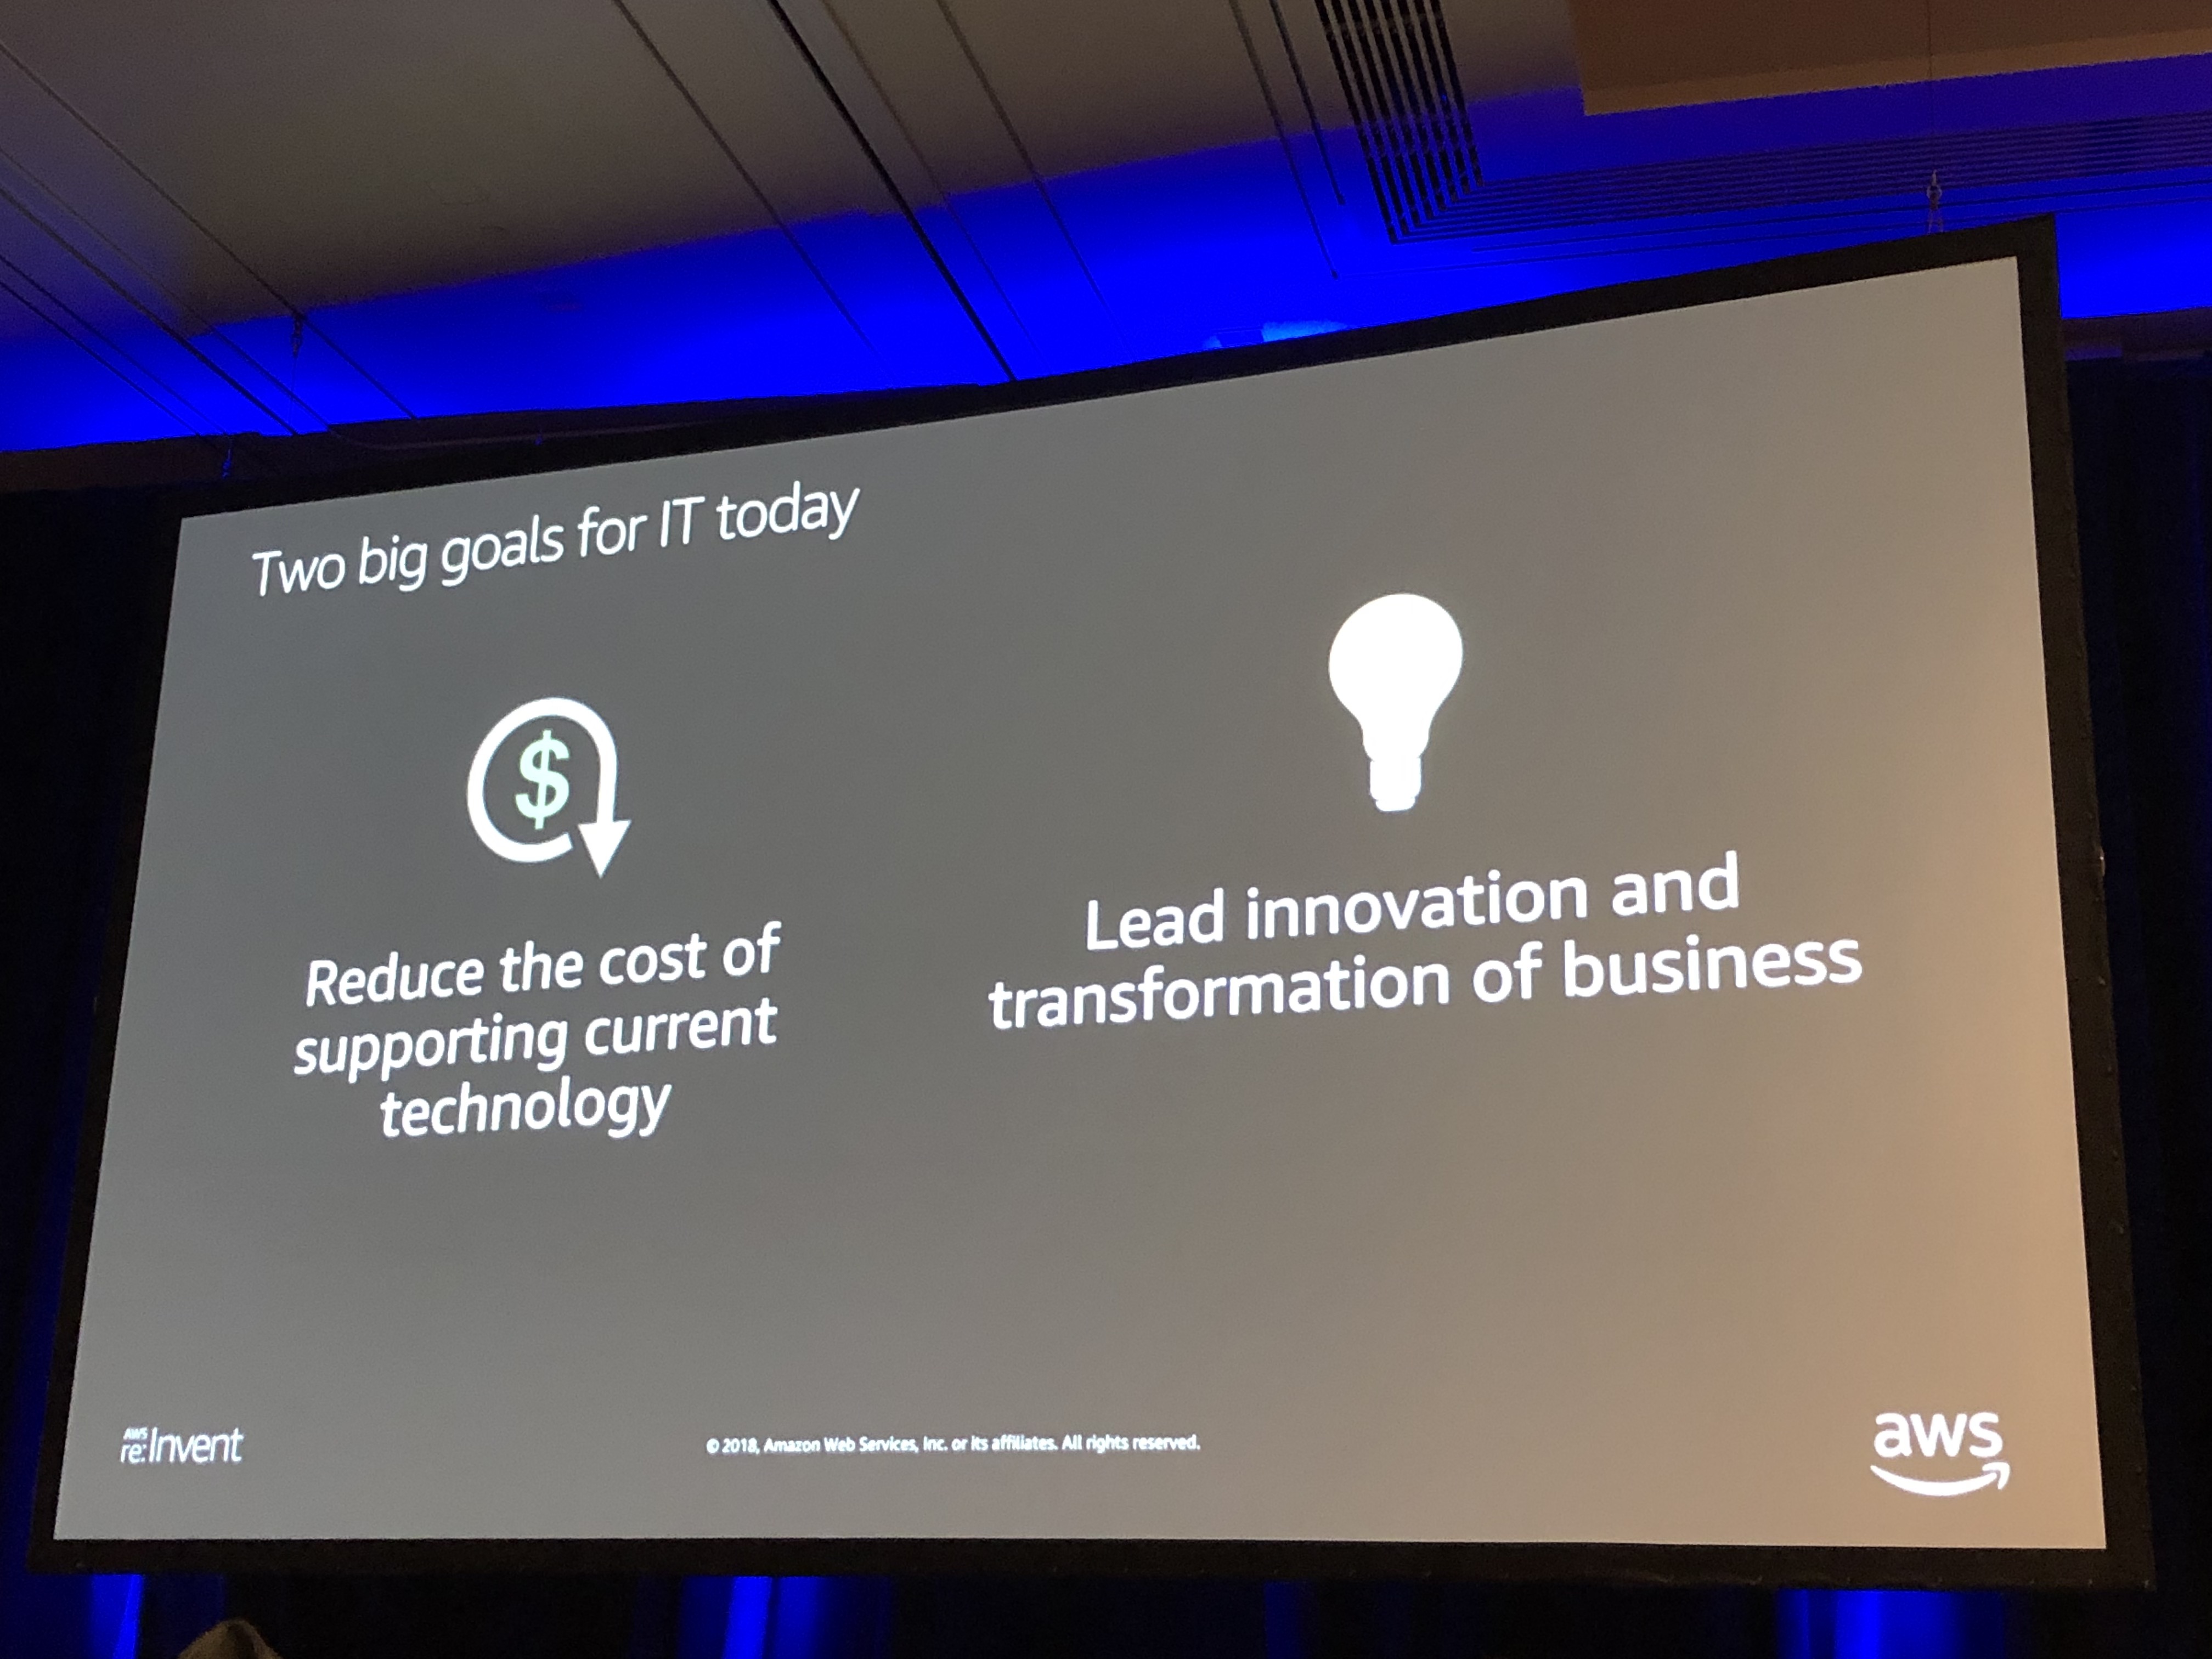 Two big goals for IT today
$
Reduce the cost of
supporting current
technology
Lead innovation and
transformation of business
AWS
re:Invent
© 2018, Amazon Web Services, Inc. or its affiliates. All rights reserved.
aws